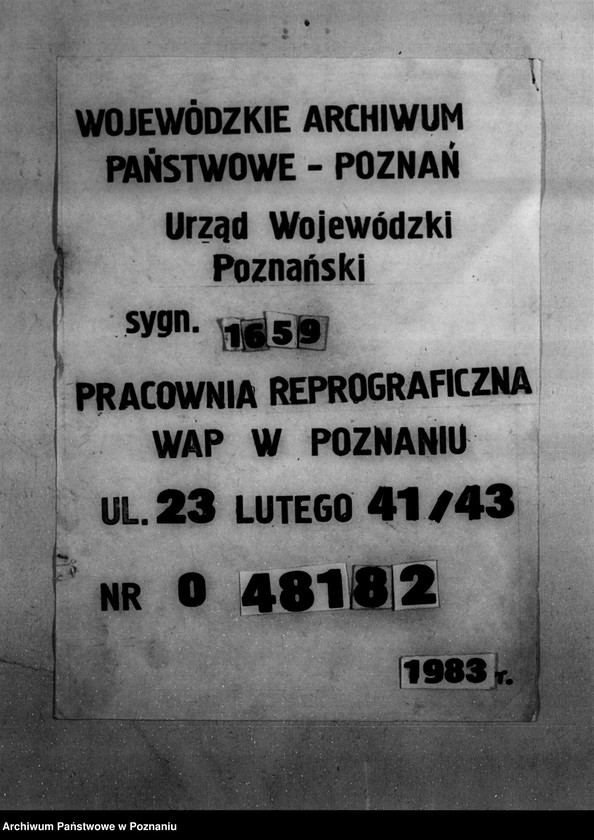 WOJEWÓDZKIE ARCHIWUM
PAŃSTWOWE - POZNAŃ
Urząd Wojewódzki
Poznański
sygn. 1659
PRACOWNIA REPROGRAFICZNA
WAP W POZNANIU
UL. 23 LUTEGO 41/43
NR 0 48182
1983 r.
Archiwum Państwowe w Poznaniu